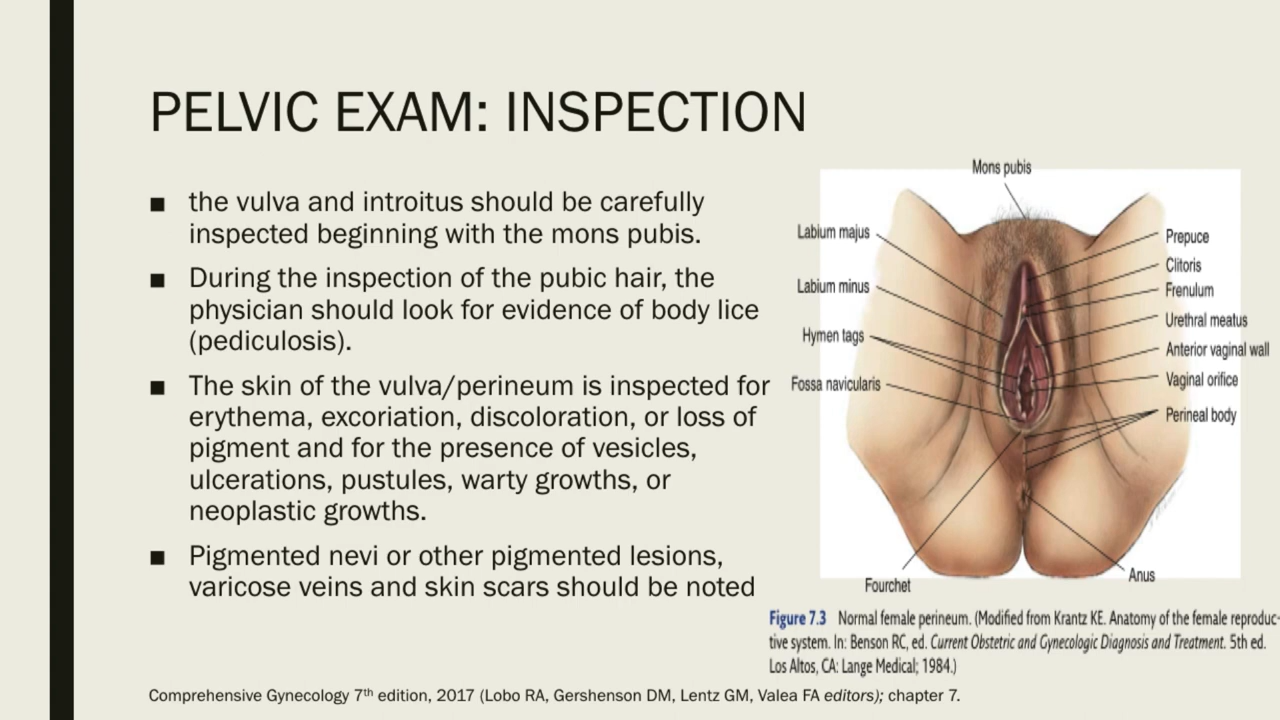 PELVIC EXAM: INSPECTION
■ the vulva and introitus should be carefully
inspected beginning with the mons pubis.
■ During the inspection of the pubic hair, the
physician should look for evidence of body lice
(pediculosis).
■ The skin of the vulva/perineum is inspected for
erythema, excoriation, discoloration, or loss of
pigment and for the presence of vesicles,
ulcerations, pustules, warty growths, or
neoplastic growths.
■ Pigmented nevi or other pigmented lesions,
varicose veins and skin scars should be noted
Mons pubis
Labium majus
Labium minus
Hymen tags
Fossa navicularis
Prepuce
Clitoris
Frenulum
Urethral meatus
Anterior vaginal wall
Vaginal orifice
Perineal body
Fourchet
Anus
Figure 7.3 Normal female perineum. (Modified from Krantz KE. Anatomy of the female reproduc-
tive system. In: Benson RC, ed. Current Obstetric and Gynecologic Diagnosis and Treatment. 5th ed.
Los Altos, CA: Lange Medical; 1984.)
Comprehensive Gynecology 7th edition, 2017 (Lobo RA, Gershenson DM, Lentz GM, Valea FA editors); chapter 7.